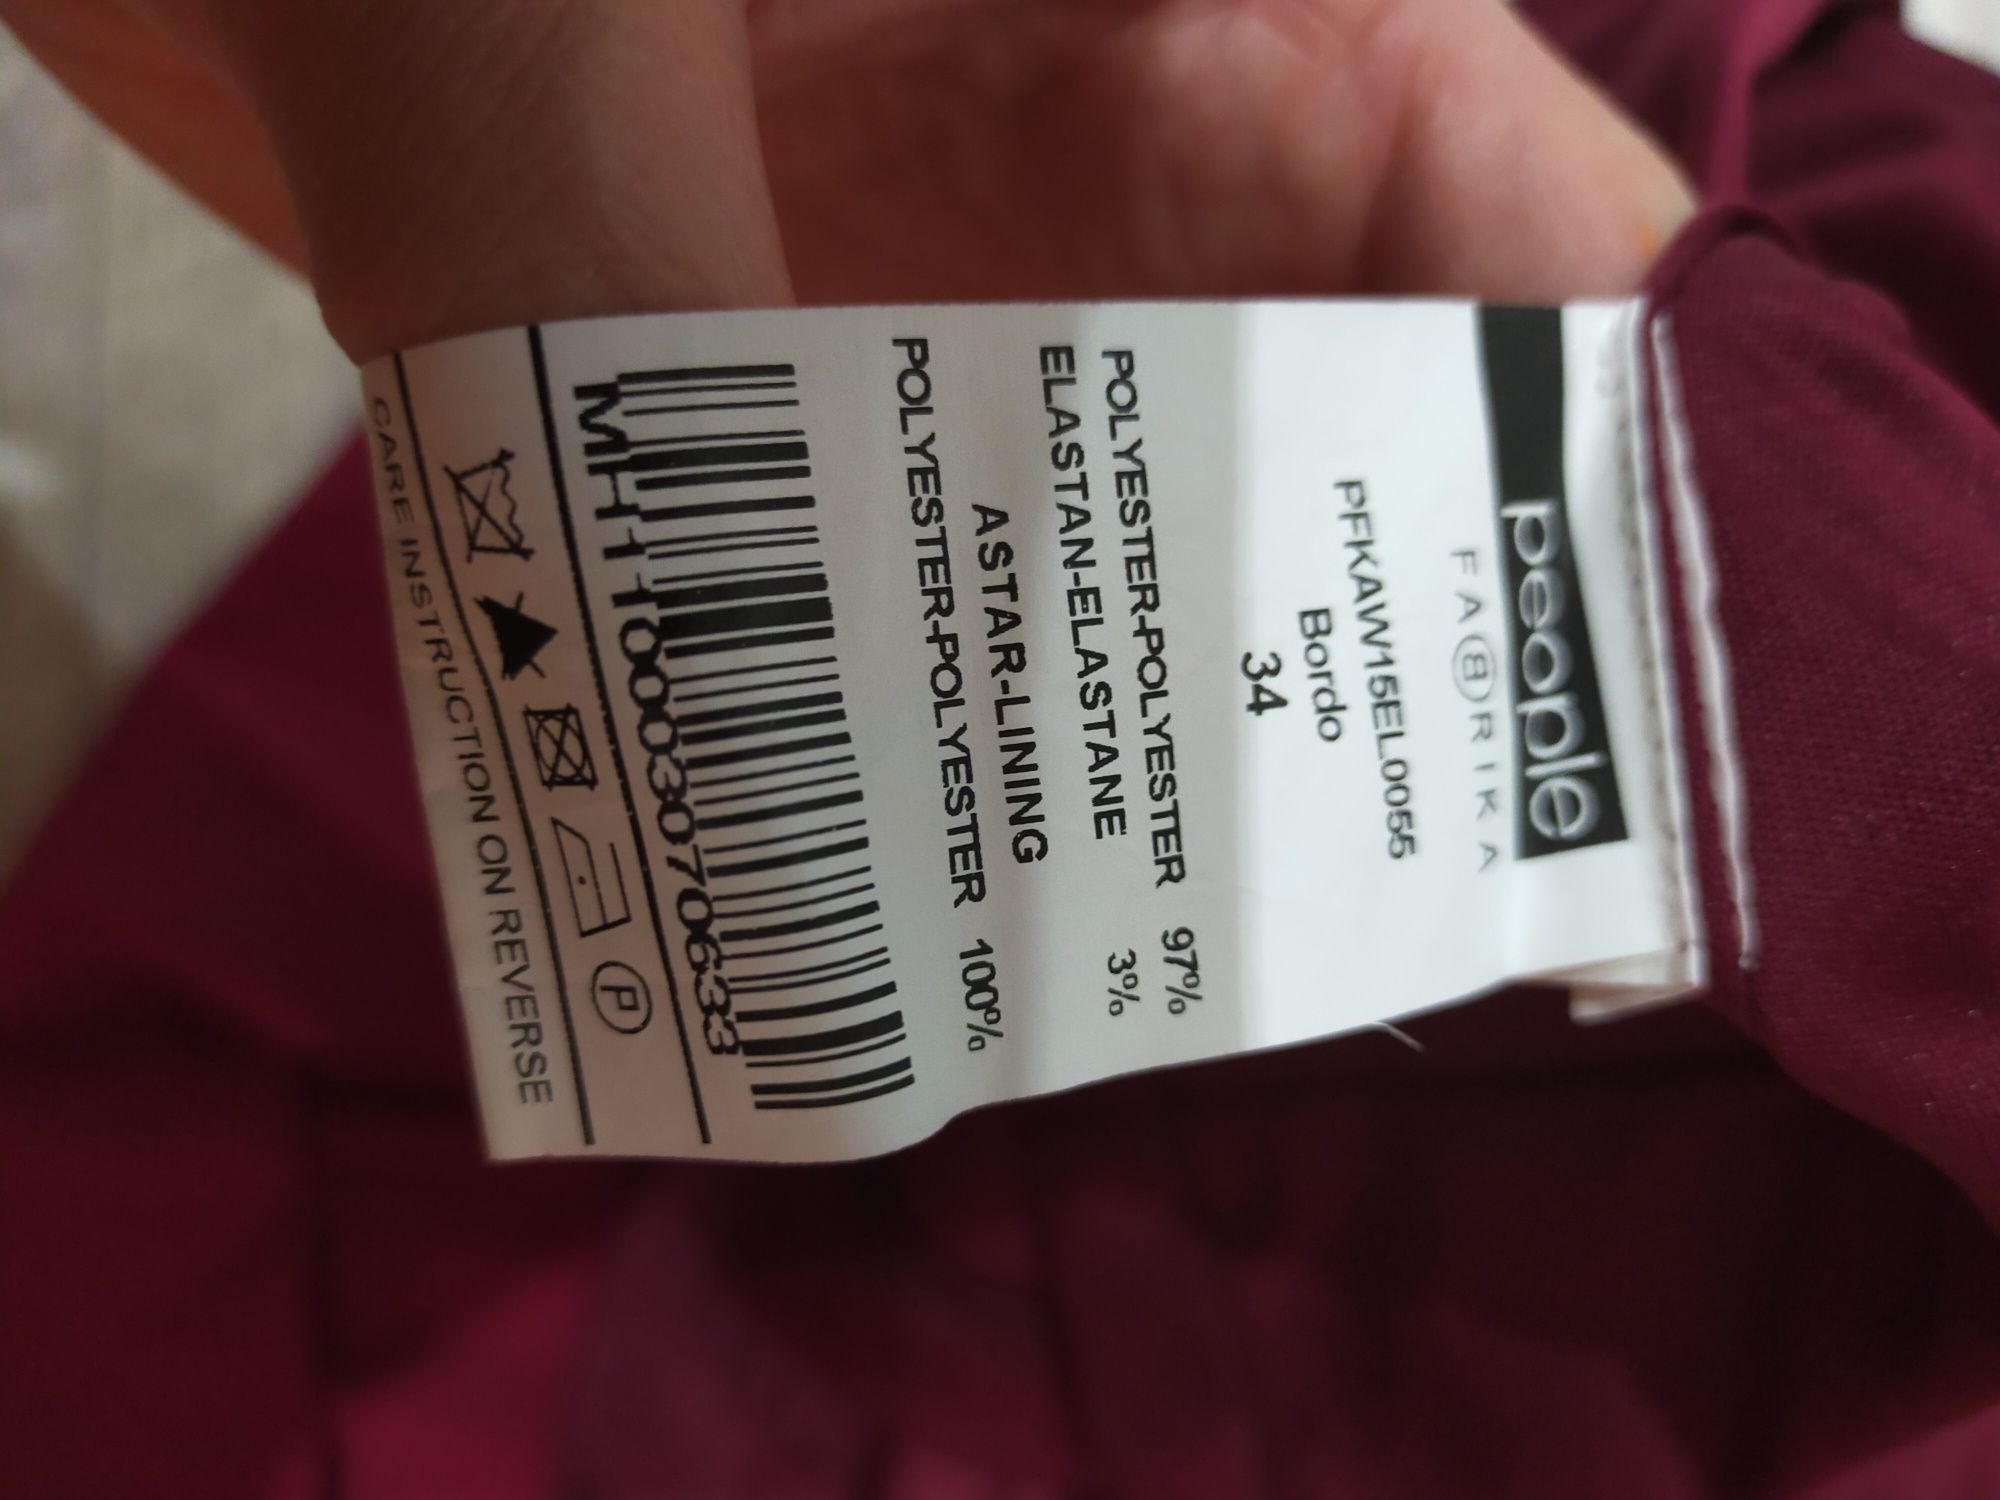 people
FABRIKA
PFKAW15EL0055
Bordo
34
POLYESTER-POLYESTER 97%
ELASTAN-ELASTANE 3%
ASTAR-LINING
POLYESTER-POLYESTER 100%
MH11000307063
P
CARE INSTRUCTION ON REVERSE